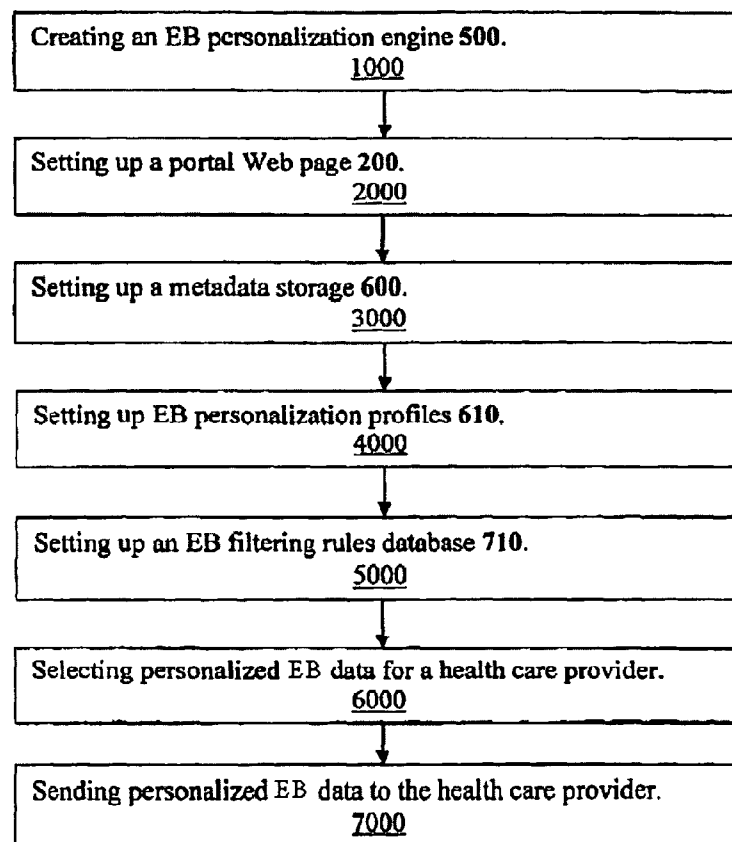 Creating an EB personalization engine 500.
1000
Setting up a portal Web page 200.
2000
Setting up a metadata storage 600.
3000
Setting up EB personalization profiles 610.
4000
Setting up an EB filtering rules database 710.
5000
Selecting personalized EB data for a health care provider.
6000
Sending personalized EB data to the health care provider.
7000